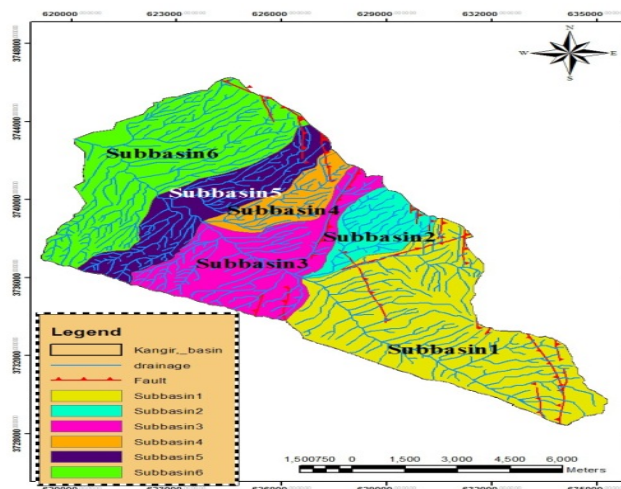 620000 623000 626000 629000 632000 635000
N
W E
S
3748000
3744000
3740000
3736000
3732000
3728000
Subbasin6
Subbasin5
Subbasin4
Subbasin2
Subbasin3
Subbasin1
Legend
Kangir,_basin
drainage
Fault
Subbasin1
Subbasin2
Subbasin3
Subbasin4
Subbasin5
Subbasin6
1,500750 0 1,500 3,000 4,500 6,000
Meters